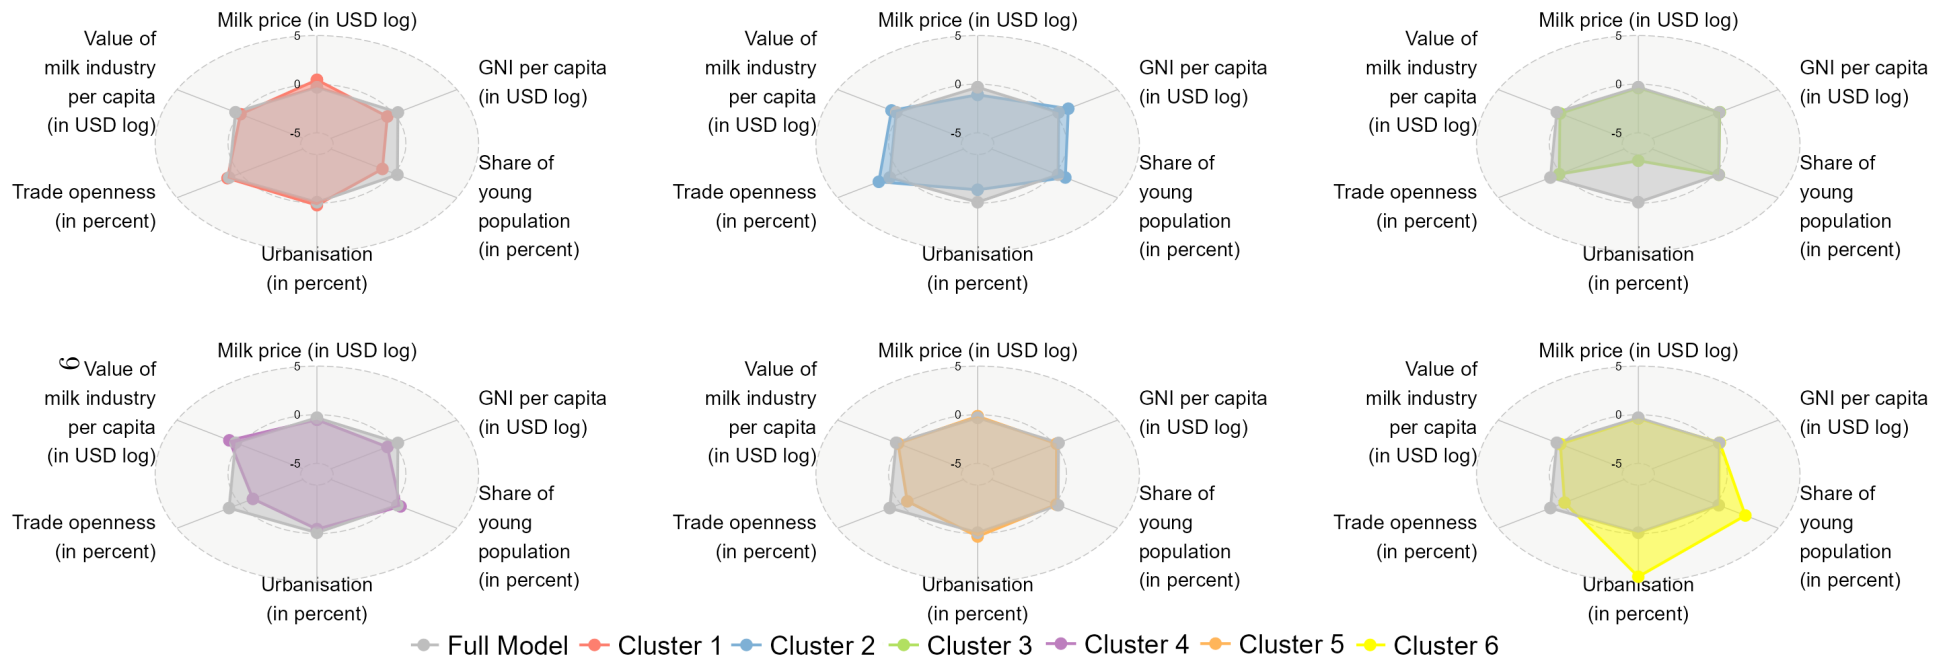 Milk price (in USD log)
5
0
-5
Value of
milk industry
per capita
(in USD log)
GNI per capita
(in USD log)
Trade openness
(in percent)
Share of
young
population
(in percent)
Urbanisation
(in percent)
Milk price (in USD log)
5
0
-5
Value of
milk industry
per capita
(in USD log)
GNI per capita
(in USD log)
Trade openness
(in percent)
Share of
young
population
(in percent)
Urbanisation
(in percent)
Milk price (in USD log)
5
0
-5
Value of
milk industry
per capita
(in USD log)
GNI per capita
(in USD log)
Trade openness
(in percent)
Share of
young
population
(in percent)
Urbanisation
(in percent)
9
Milk price (in USD log)
5
0
-5
Value of
milk industry
per capita
(in USD log)
GNI per capita
(in USD log)
Trade openness
(in percent)
Share of
young
population
(in percent)
Urbanisation
(in percent)
Milk price (in USD log)
5
0
-5
Value of
milk industry
per capita
(in USD log)
GNI per capita
(in USD log)
Trade openness
(in percent)
Share of
young
population
(in percent)
Urbanisation
(in percent)
Milk price (in USD log)
5
0
-5
Value of
milk industry
per capita
(in USD log)
GNI per capita
(in USD log)
Trade openness
(in percent)
Share of
young
population
(in percent)
Urbanisation
(in percent)
Full Model Cluster 1 Cluster 2 Cluster 3 Cluster 4 Cluster 5 Cluster 6